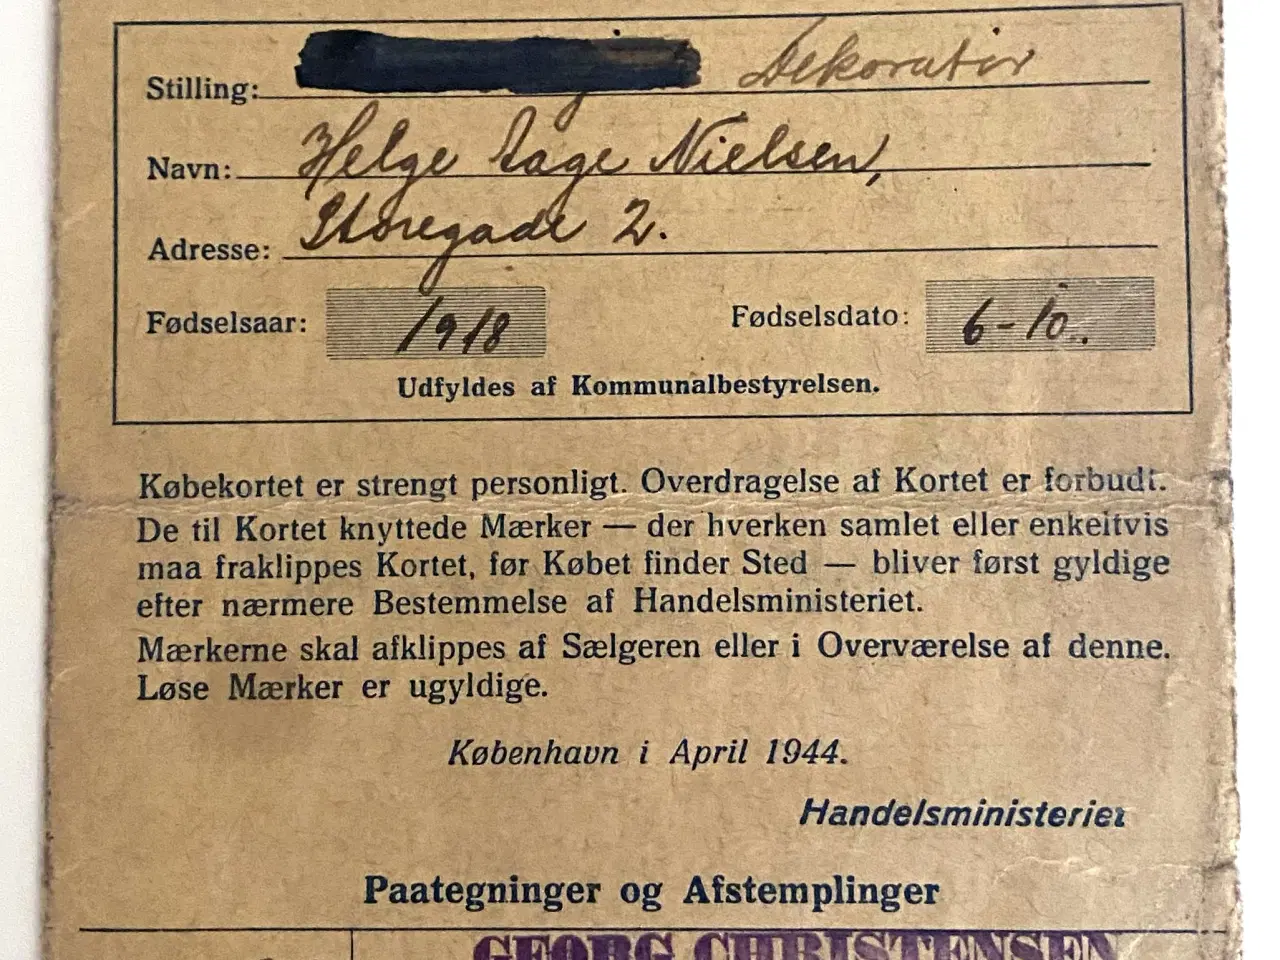 Stilling: Dekoratør
Navn: Helge Aage Nielsen,
Adresse: Storegade 2.
Fødselsaar: 1918 Fødselsdato: 6-10.
Udfyldes af Kommunalbestyrelsen.
Købekortet er strengt personligt. Overdragelse af Kortet er forbudt.
De til Kortet knyttede Mærker — der hverken samlet eller enkeltvis
maa fraklippes Kortet, før Købet finder Sted — bliver først gyldige
efter nærmere Bestemmelse af Handelsministeriet.
Mærkerne skal afklippes af Sælgeren eller i Overværelse af denne.
Løse Mærker er ugyldige.
København i April 1944.
Handelsministeriet
Paategninger og Afstemplinger
GEORG CHRISTENSEN